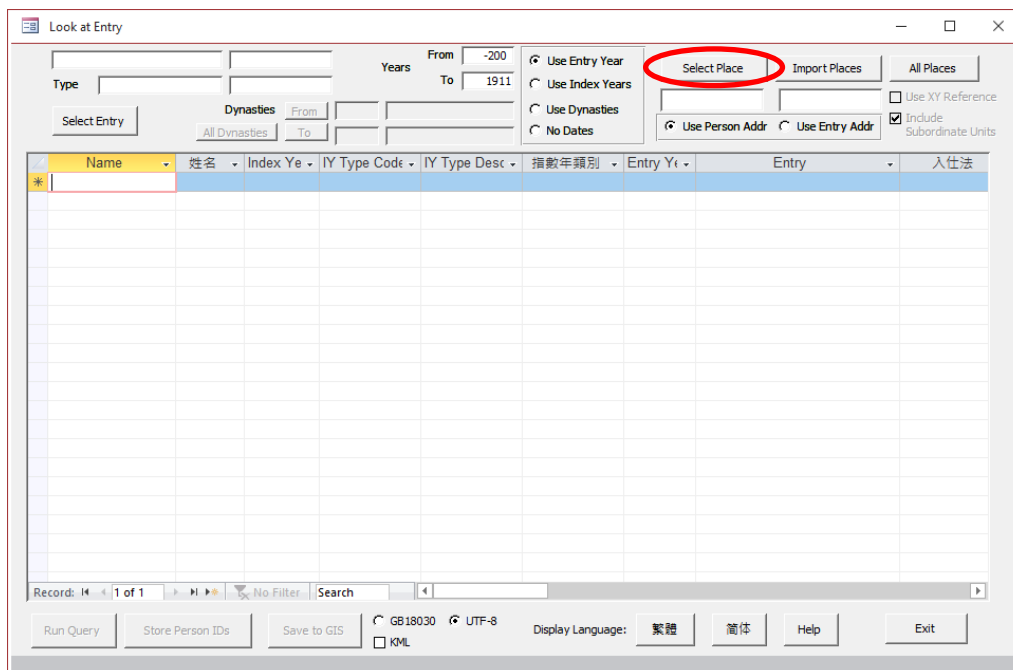 Look at Entry
From -200
Years
To 1911
Type
Select Entry
Dynasties From
All Dynasties To
Use Entry Year
Use Index Years
Use Dynasties
No Dates
Select Place Import Places All Places
Use XY Reference
Include
Subordinate Units
Use Person Addr Use Entry Addr
Name 姓名 Index Ye IY Type Code IY Type Desc 指數年類別 Entry Ye Entry 入仕法
Record: 1 of 1 No Filter Search
Run Query Store Person IDs Save to GIS
GB18030 UTF-8
KML
Display Language: 繁體 简体 Help Exit